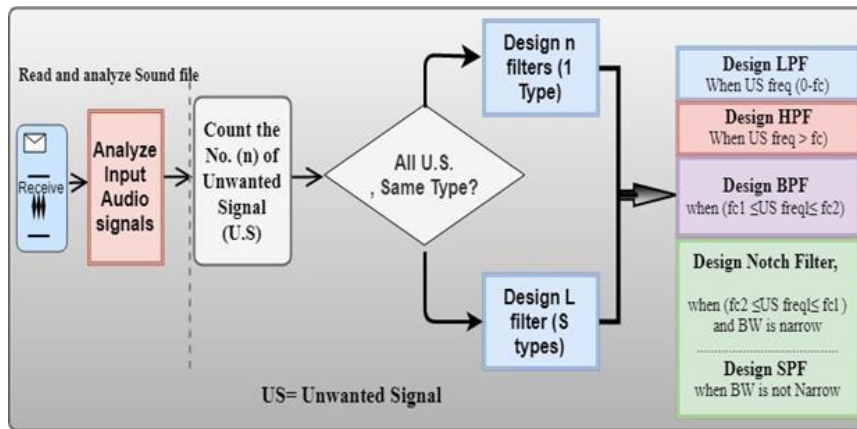 Read and analyze Sound file
Receive
Analyze
Input
Audio
signals
Count the
No. (n) of
Unwanted
Signal
(U.S)
All U.S.
, Same Type?
Design n
filters (1
Type)
Design L
filter (S
types)
US= Unwanted Signal
Design LPF
When US freq (0-fc)
Design HPF
When US freq > fc)
Design BPF
when (fc1 ≤US freql≤ fc2)
Design Notch Filter,
when (fc2 ≤US freql≤ fc1 )
and BW is narrow
Design SPF
when BW is not Narrow